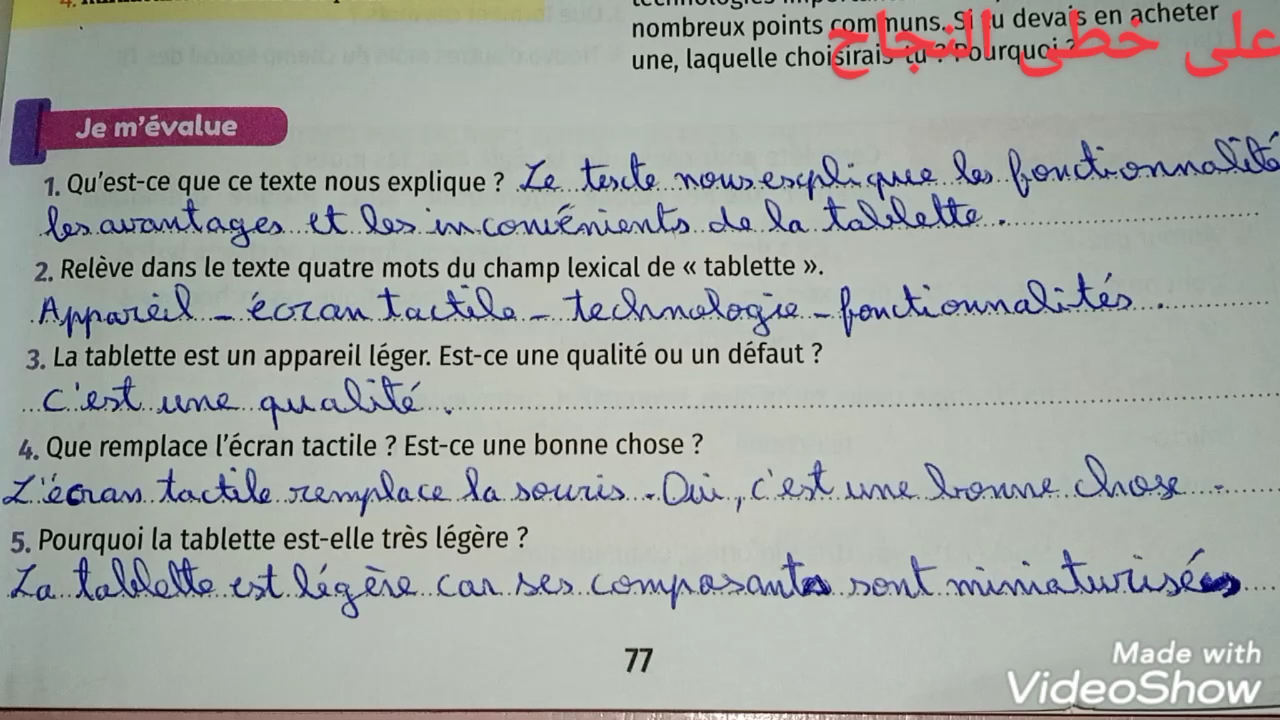 nombreux points communs. Si tu devais en acheter
une, laquelle choisirais-tu ? Pourquoi ?
على خطى النجاح
Je m'évalue
1. Qu'est-ce que ce texte nous explique ? Le texte nous explique les fonctionnalité
les avantages et les inconvénients de la tablette.
2. Relève dans le texte quatre mots du champ lexical de « tablette ».
Appareil - écran tactile - technologie - fonctionnalités.
3. La tablette est un appareil léger. Est-ce une qualité ou un défaut ?
C'est une qualité.
4. Que remplace l'écran tactile ? Est-ce une bonne chose ?
L'écran tactile remplace la souris - Oui, c'est une bonne chose -
5. Pourquoi la tablette est-elle très légère ?
La tablette est légère car ses composants sont miniaturisés
77
Made with
VideoShow